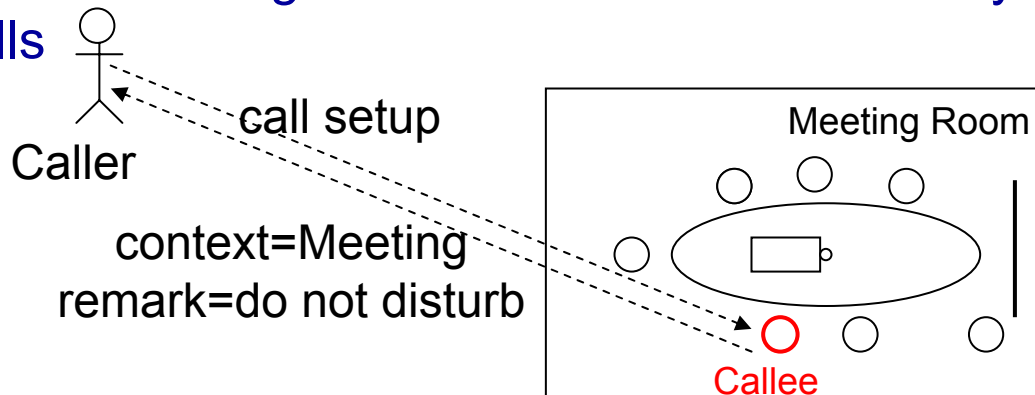 lls
call setup
Meeting Room
Caller
context=Meeting
remark=do not disturb
Callee